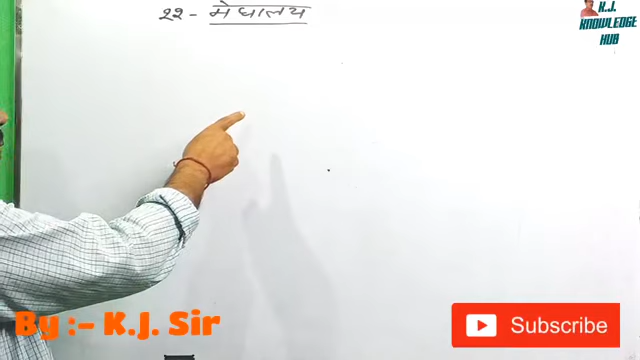 22 - मेघालय
K.J.
KNOWLEDGE
HUB
By :- K.J. Sir
Subscribe